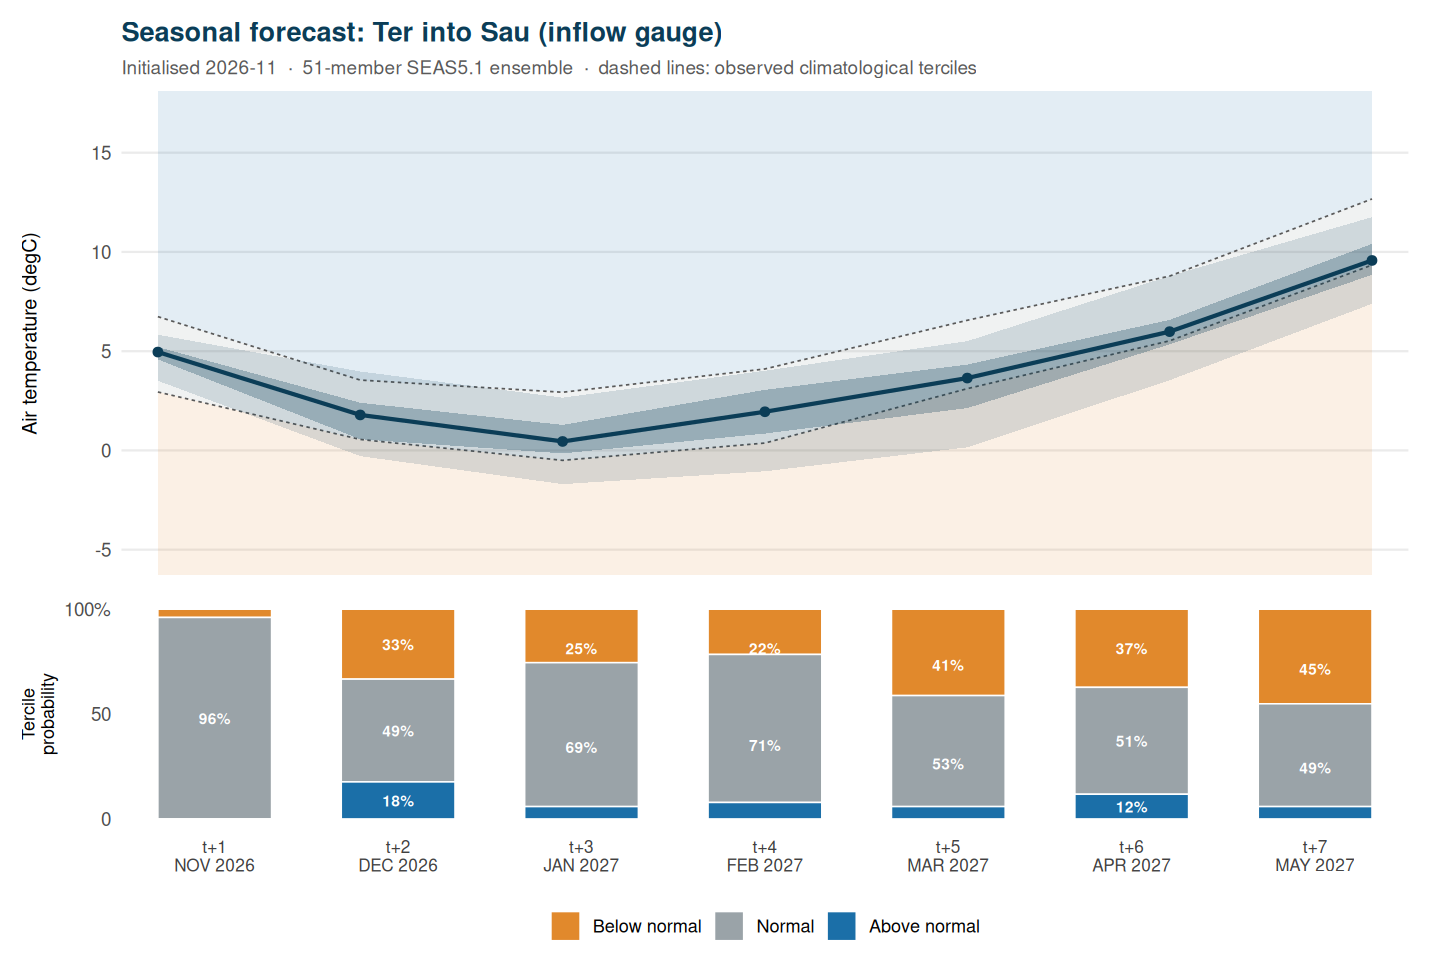 Seasonal forecast: Ter into Sau (inflow gauge)
Initialised 2026-11 · 51-member SEAS5.1 ensemble · dashed lines: observed climatological terciles
Air temperature (degC)
15
10
5
0
-5
Tercile
probability
100%
50
0
33%
25%
22%
41%
37%
45%
96%
49%
69%
71%
53%
51%
49%
18%
12%
t+1
NOV 2026
t+2
DEC 2026
t+3
JAN 2027
t+4
FEB 2027
t+5
MAR 2027
t+6
APR 2027
t+7
MAY 2027
Below normal
Normal
Above normal